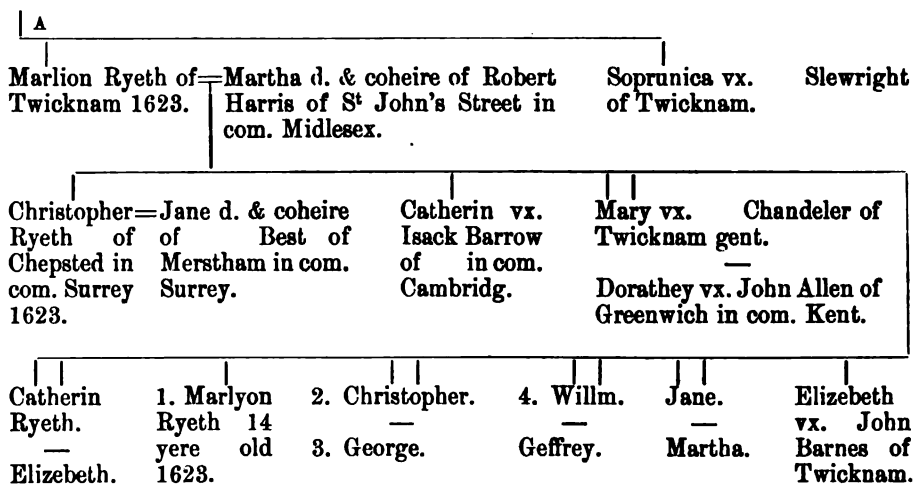 A
Marlion Ryeth of=Martha d. & coheire of Robert
Twicknam 1623. Harris of St John's Street in
com. Midlesex.
Soprunica vx. Slewright
of Twicknam.
Christopher=Jane d. & coheire
Ryeth of of Best of
Chepsted in Merstham in com.
com. Surrey Surrey.
1623.
Catherin vx.
Isack Barrow
of in com.
Cambridg.
Mary vx. Chandeler of
Twicknam gent.
—
Dorathey vx. John Allen of
Greenwich in com. Kent.
Catherin
Ryeth.
—
Elizebeth.
1. Marlyon
Ryeth 14
yere old
1623.
2. Christopher.
—
3. George.
4. Willm.
—
Geffrey.
Jane.
—
Martha.
Elizebeth
vx. John
Barnes of
Twicknam.